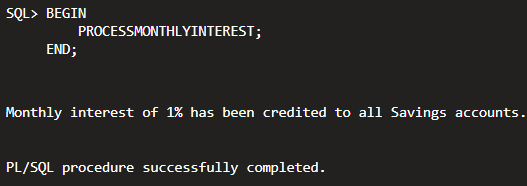 SQL> BEGIN
PROCESSMONTHLYINTEREST;
END;
Monthly interest of 1% has been credited to all Savings accounts.
PL/SQL procedure successfully completed.